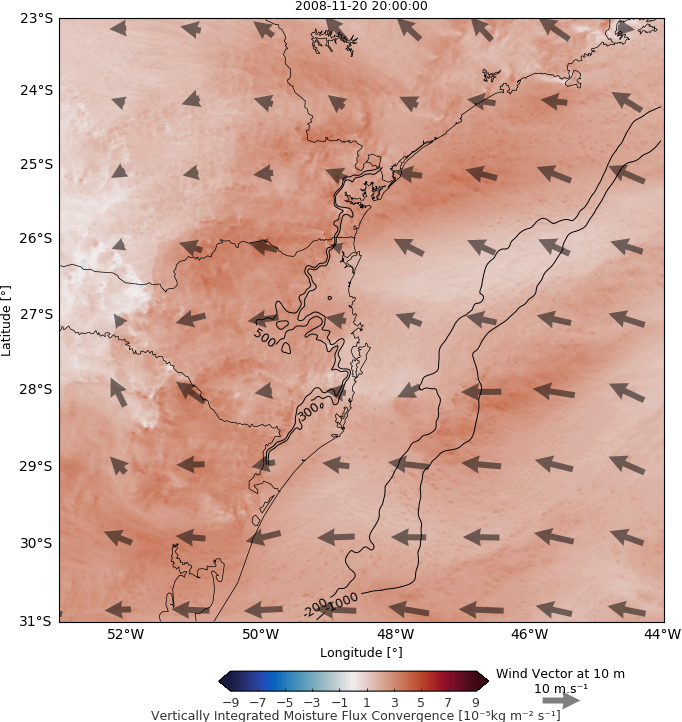 2008-11-20 20:00:00
23°S
24°S
25°S
26°S
27°S
28°S
29°S
30°S
31°S
Latitude [°]
500
300
-200
-1000
52°W 50°W 48°W 46°W 44°W
Longitude [°]
Wind Vector at 10 m
10 m s⁻¹
−9 −7 −5 −3 −1 1 3 5 7 9
Vertically Integrated Moisture Flux Convergence [10⁻⁵kg m⁻² s⁻¹]